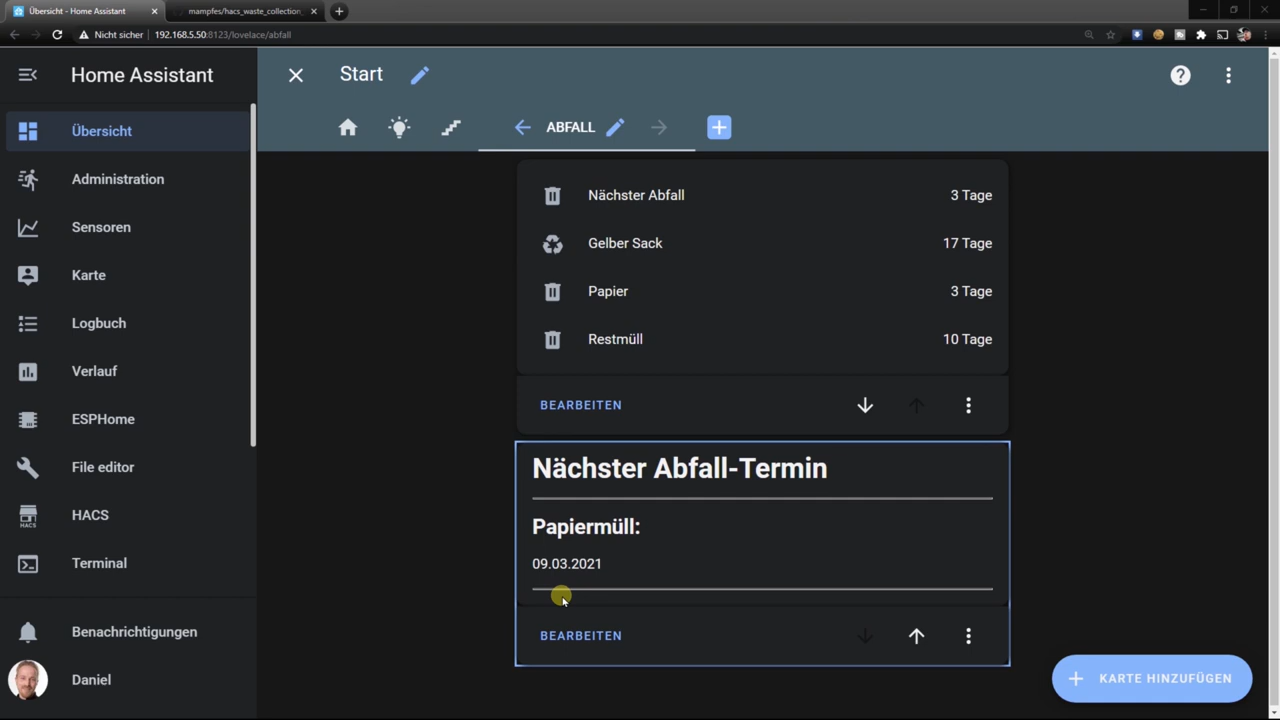 Übersicht - Home Assistant
mampfes/hacs_waste_collection_
Nicht sicher
192.168.5.50:8123/lovelace/abfall
Home Assistant
Start
ABFALL
Übersicht
Administration
Sensoren
Karte
Logbuch
Verlauf
ESPHome
File editor
HACS
HACS
Terminal
Benachrichtigungen
Daniel
Nächster Abfall
3 Tage
Gelber Sack
17 Tage
Papier
3 Tage
Restmüll
10 Tage
BEARBEITEN
Nächster Abfall-Termin
Papiermüll:
09.03.2021
BEARBEITEN
KARTE HINZUFÜGEN